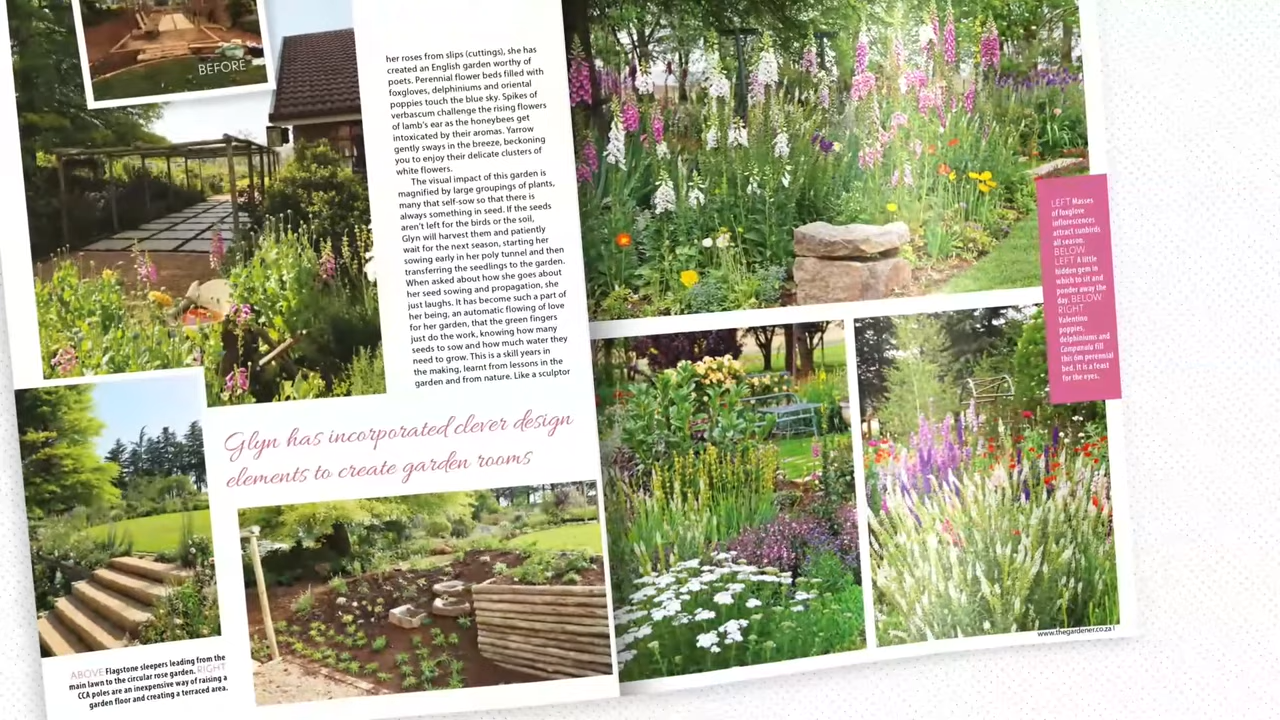 BEFORE
her roses from slips (cuttings), she has
created an English garden worthy of
poets. Perennial flower beds filled with
foxgloves, delphiniums and oriental
poppies touch the blue sky. Spikes of
verbascum challenge the rising flowers
of lamb's ear as the honeybees get
intoxicated by their aromas. Yarrow
gently sways in the breeze, beckoning
you to enjoy their delicate clusters of
white flowers.
The visual impact of this garden is
magnified by large groupings of plants,
many that self-sow so that there is
always something in seed. If the seeds
aren't left for the birds or the soil,
Glyn will harvest them and patiently
wait for the next season, starting her
sowing early in her poly tunnel and then
transferring the seedlings to the garden.
When asked about how she goes about
her seed sowing and propagation, she
just laughs. It has become such a part of
her being, an automatic flowing of love
for her garden, that the green fingers
just do the work, knowing how many
seeds to sow and how much water they
need to grow. This is a skill years in
the making, learnt from lessons in the
garden and from nature. Like a sculptor
Glyn has incorporated clever design
elements to create garden rooms
ABOVE Flagstone sleepers leading from the
main lawn to the circular rose garden. RIGHT
CCA poles are an inexpensive way of raising a
garden floor and creating a terraced area.
LEFT Masses
of foxglove
inflorescences
attract sunbirds
all season.
BELOW
LEFT A little
hidden gem in
which to sit and
ponder away the
day. BELOW
RIGHT
Valentino
poppies,
delphiniums and
Campanula fill
this 6m perennial
bed. It is a feast
for the eyes.
www.thegardener.co.za